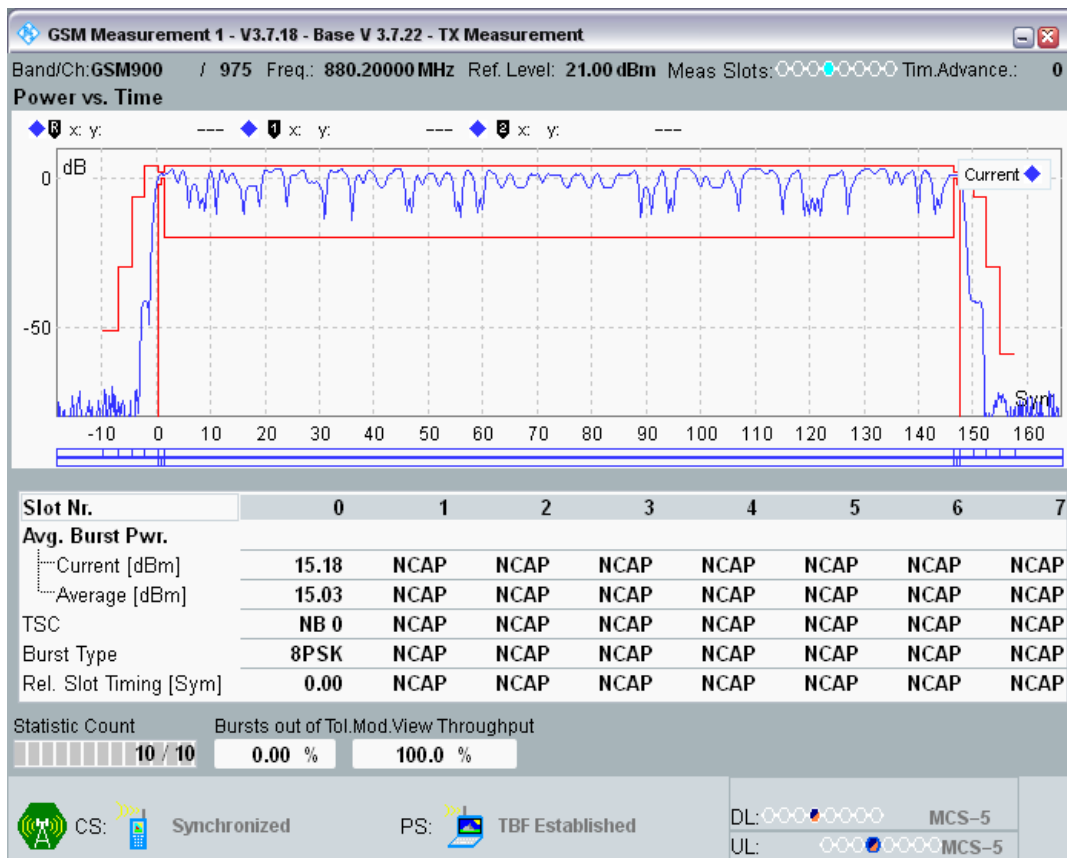 GSM Measurement 1 - V3.7.18 - Base V 3.7.22 - TX Measurement
Band/Ch:GSM900 / 975 Freq.: 880.20000 MHz Ref. Level: 21.00 dBm Meas Slots: Tim.Advance.: 0
Power vs. Time
R x: y: --- 1 x: y: --- 2 x: y: ---
dB
Current
0
-50
Sym
-10 0 10 20 30 40 50 60 70 80 90 100 110 120 130 140 150 160
Slot Nr. 0 1 2 3 4 5 6 7
Avg. Burst Pwr.
Current [dBm] 15.18 NCAP NCAP NCAP NCAP NCAP NCAP NCAP
Average [dBm] 15.03 NCAP NCAP NCAP NCAP NCAP NCAP NCAP
TSC NB 0 NCAP NCAP NCAP NCAP NCAP NCAP NCAP
Burst Type 8PSK NCAP NCAP NCAP NCAP NCAP NCAP NCAP
Rel. Slot Timing [Sym] 0.00 NCAP NCAP NCAP NCAP NCAP NCAP NCAP
Statistic Count Bursts out of Tol.Mod.View Throughput
10 / 10 0.00 % 100.0 %
CS: Synchronized PS: TBF Established DL: MCS-5
UL: MCS-5